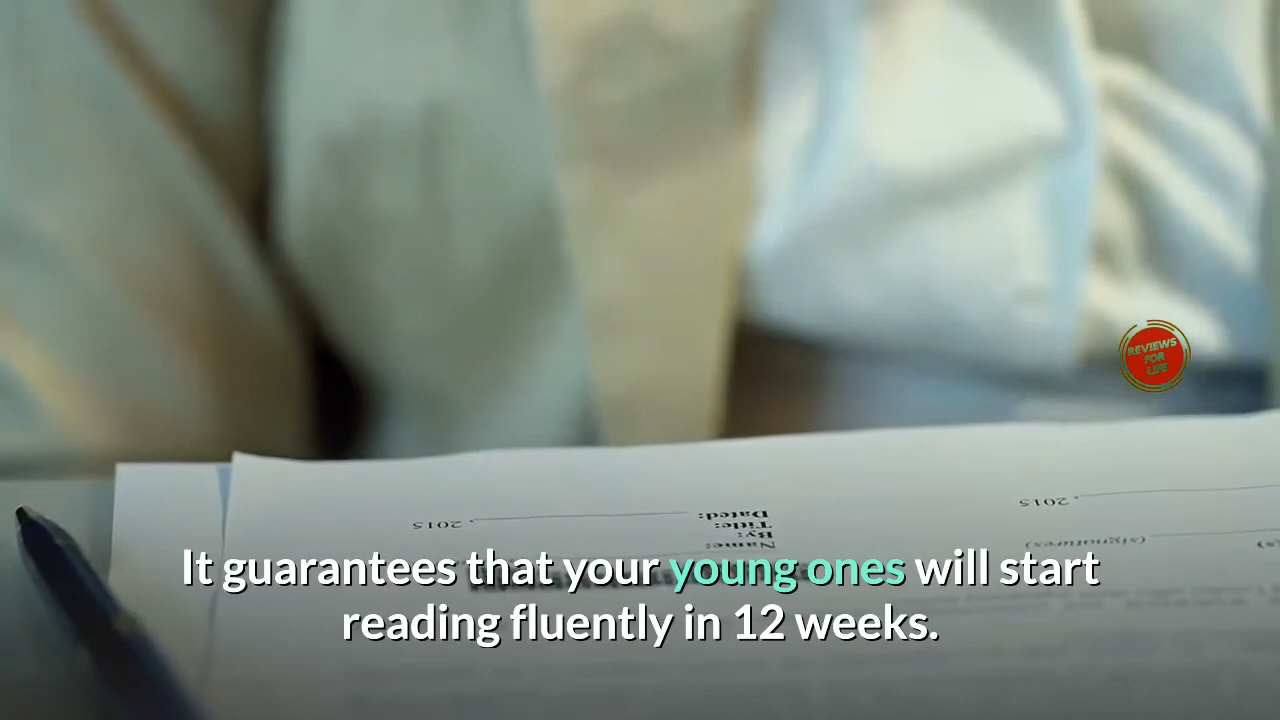 REVIEWS
FOR
LIFE
2015
2015
Dated:
Title:
By:
Name:
(signatures)
It guarantees that your young ones will start
reading fluently in 12 weeks.